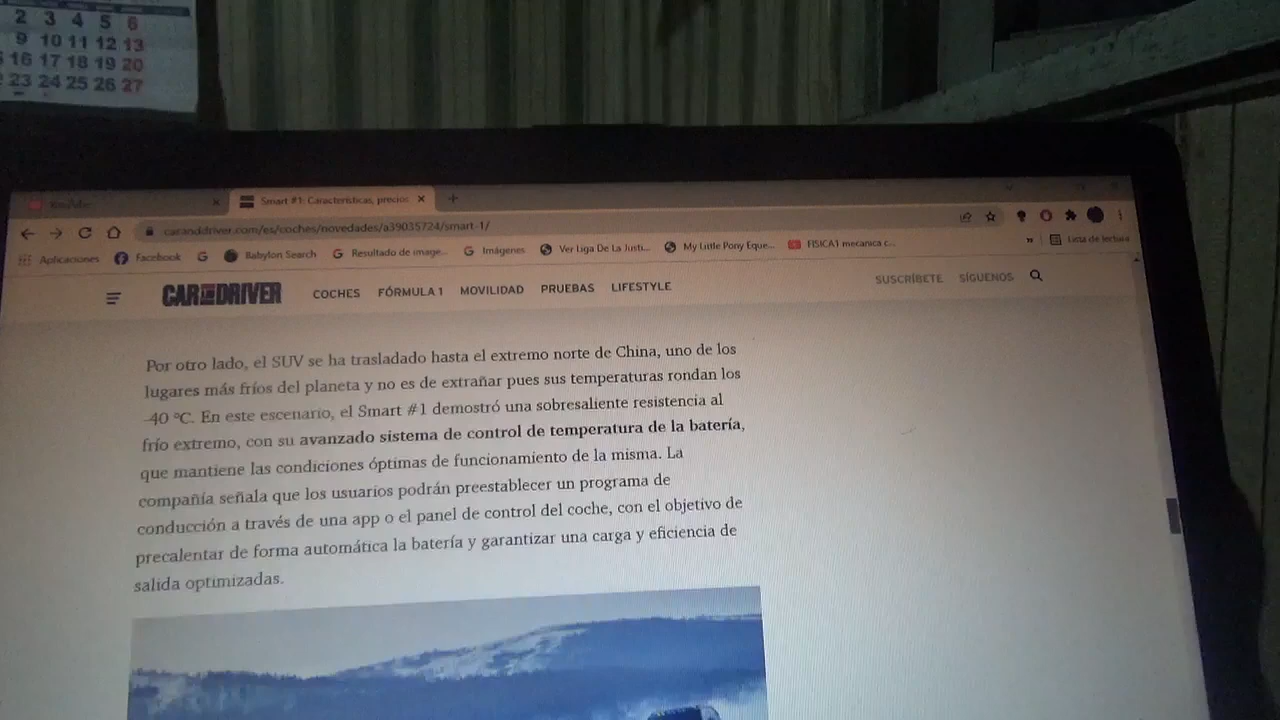 2 3 4 5 6
9 10 11 12 13
16 17 18 19 20
23 24 25 26 27
YouTube
Smart #1: Características, precios
caranddriver.com/es/coches/novedades/a39035724/smart-1/
Aplicaciones Facebook Babylon Search Resultado de image... Imágenes Ver Liga De La Justi... My Little Pony Eque... FISICA1 mecanica c... » Lista de lectura
CAR AND DRIVER COCHES FÓRMULA 1 MOVILIDAD PRUEBAS LIFESTYLE SUSCRÍBETE SÍGUENOS
Por otro lado, el SUV se ha trasladado hasta el extremo norte de China, uno de los
lugares más fríos del planeta y no es de extrañar pues sus temperaturas rondan los
-40 ºC. En este escenario, el Smart #1 demostró una sobresaliente resistencia al
frío extremo, con su avanzado sistema de control de temperatura de la batería,
que mantiene las condiciones óptimas de funcionamiento de la misma. La
compañía señala que los usuarios podrán preestablecer un programa de
conducción a través de una app o el panel de control del coche, con el objetivo de
precalentar de forma automática la batería y garantizar una carga y eficiencia de
salida optimizadas.